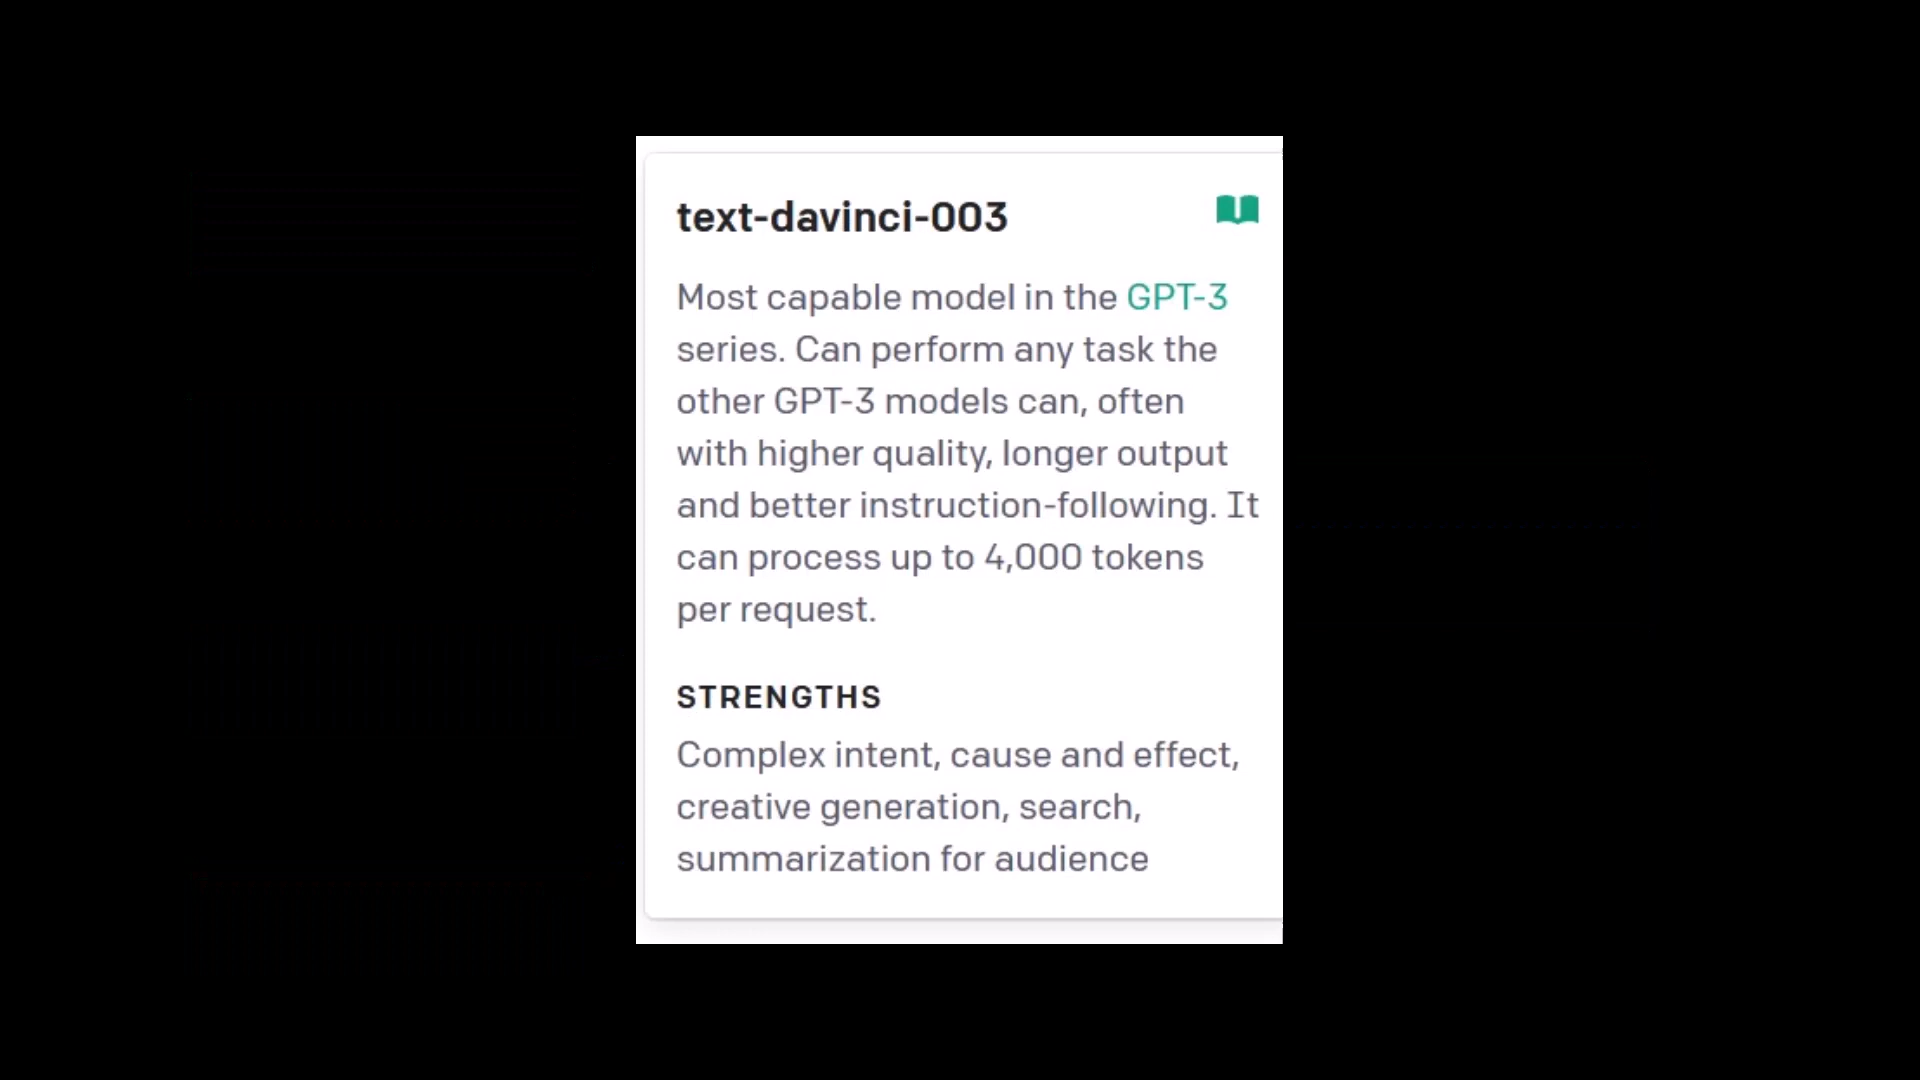 text-davinci-003
Most capable model in the GPT-3
series. Can perform any task the
other GPT-3 models can, often
with higher quality, longer output
and better instruction-following. It
can process up to 4,000 tokens
per request.
STRENGTHS
Complex intent, cause and effect,
creative generation, search,
summarization for audience